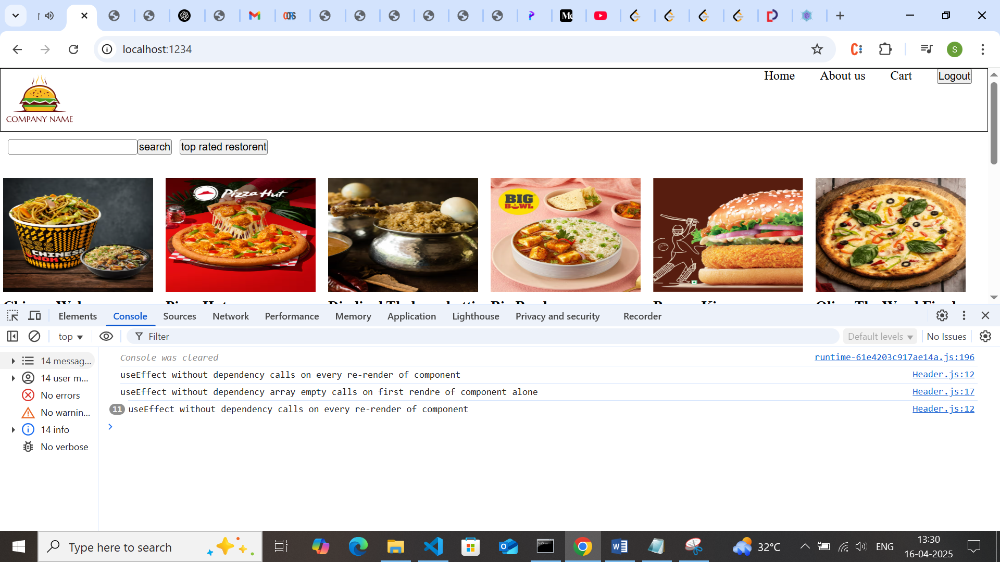 localhost:1234
COMPANY NAME
Home About us Cart Logout
search top rated restorent
CHINESE WOK
Pizza Hut
BIG BOWL
Elements Console Sources Network Performance Memory Application Lighthouse Privacy and security Recorder
top Filter Default levels No Issues
14 messag...
14 user m...
No errors
No warnin...
14 info
No verbose
Console was cleared runtime-61e4203c917ae14a.js:196
useEffect without dependency calls on every re-render of component Header.js:12
useEffect without dependency array empty calls on first rendre of component alone Header.js:17
11 useEffect without dependency calls on every re-render of component Header.js:12
Type here to search
32°C ENG
13:30
16-04-2025